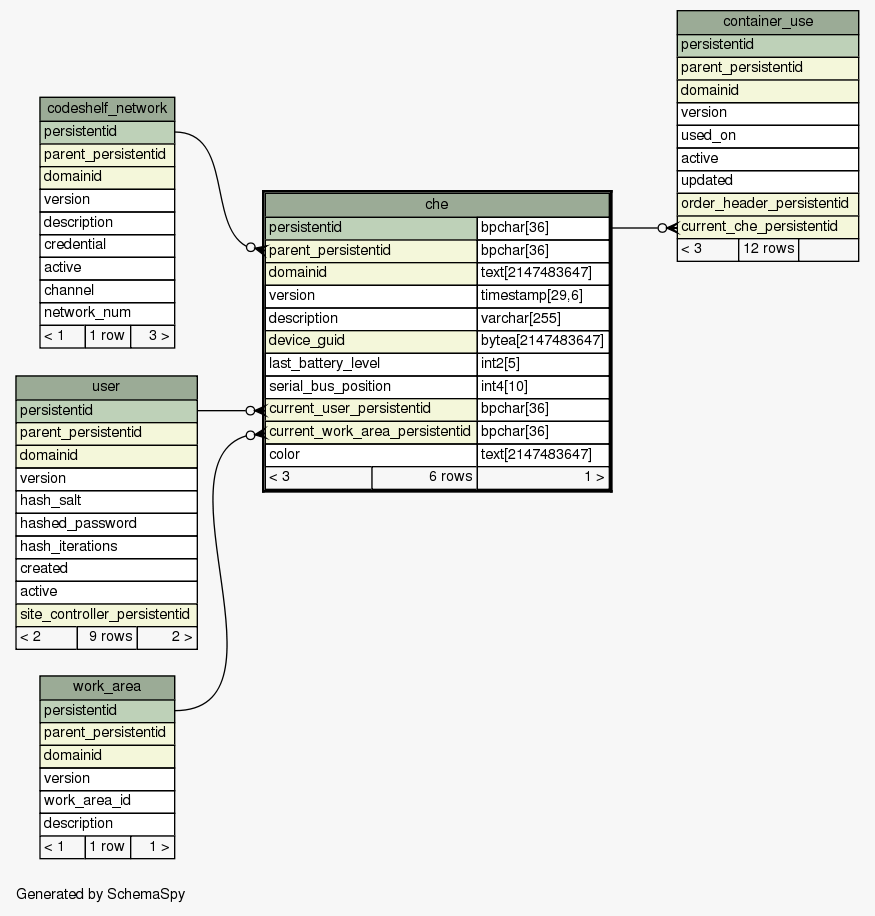 container_use
persistentid
parent_persistentid
domainid
version
used_on
active
updated
order_header_persistentid
current_che_persistentid
< 3 12 rows
codeshelf_network
persistentid
parent_persistentid
domainid
version
description
credential
active
channel
network_num
< 1 1 row 3 >
che
persistentid bpchar[36]
parent_persistentid bpchar[36]
domainid text[2147483647]
version timestamp[29,6]
description varchar[255]
device_guid bytea[2147483647]
last_battery_level int2[5]
serial_bus_position int4[10]
current_user_persistentid bpchar[36]
current_work_area_persistentid bpchar[36]
color text[2147483647]
< 3 6 rows 1 >
user
persistentid
parent_persistentid
domainid
version
hash_salt
hashed_password
hash_iterations
created
active
site_controller_persistentid
< 2 9 rows 2 >
work_area
persistentid
parent_persistentid
domainid
version
work_area_id
description
< 1 1 row 1 >
Generated by SchemaSpy